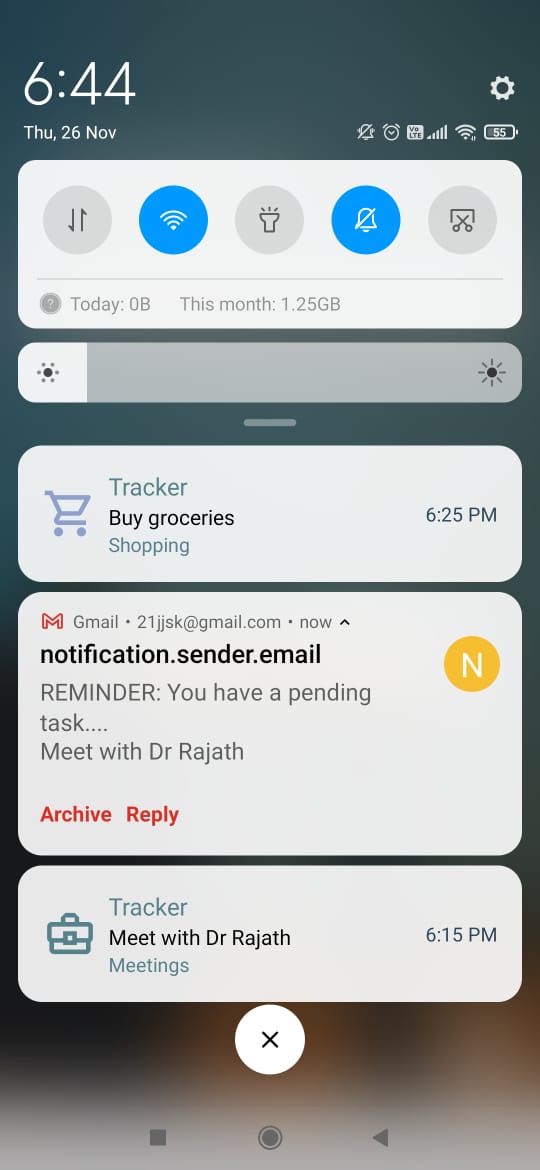 6:44
Thu, 26 Nov
Vo LTE
55
Today: 0B This month: 1.25GB
Tracker
Buy groceries
6:25 PM
Shopping
Gmail • 21jjsk@gmail.com • now
notification.sender.email
N
REMINDER: You have a pending
task....
Meet with Dr Rajath
Archive Reply
Tracker
Meet with Dr Rajath
6:15 PM
Meetings